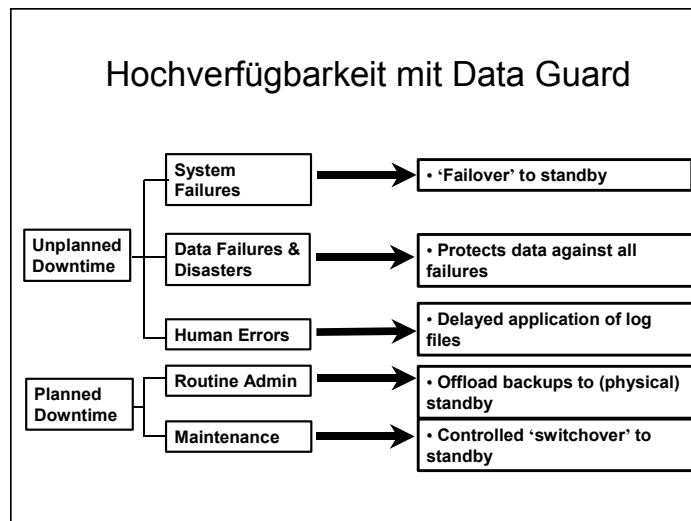 Hochverfügbarkeit mit Data Guard
System
Failures
• ‘Failover’ to standby
Unplanned
Downtime
Data Failures &
Disasters
• Protects data against all
failures
Human Errors
• Delayed application of log
files
Planned
Downtime
Routine Admin
• Offload backups to (physical)
standby
Maintenance
• Controlled ‘switchover’ to
standby